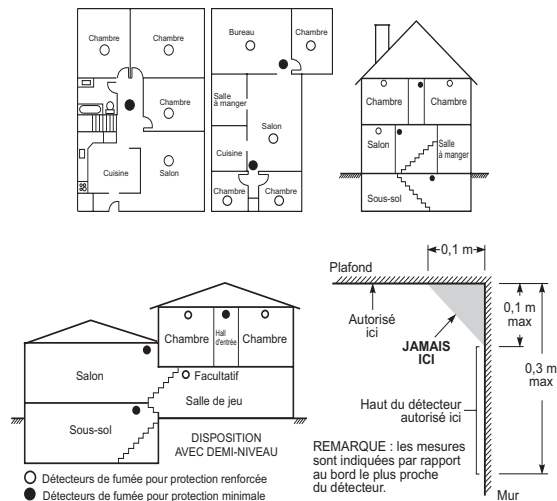 Chambre
Chambre
Chambre
Cuisine
Salon
Bureau
Chambre
Salle
à manger
Salon
Cuisine
Chambre
Chambre
Chambre
Chambre
Salon
Salle
à manger
Sous-sol
Chambre
Hall
d'entrée
Chambre
Salon
Facultatif
Salle de jeu
Sous-sol
DISPOSITION
AVEC DEMI-NIVEAU
Détecteurs de fumée pour protection renforcée
Détecteurs de fumée pour protection minimale
0,1 m
Plafond
Autorisé
ici
JAMAIS
ICI
0,1 m
max
0,3 m
max
Haut du détecteur
autorisé ici
REMARQUE : les mesures
sont indiquées par rapport
au bord le plus proche
du détecteur.
Mur